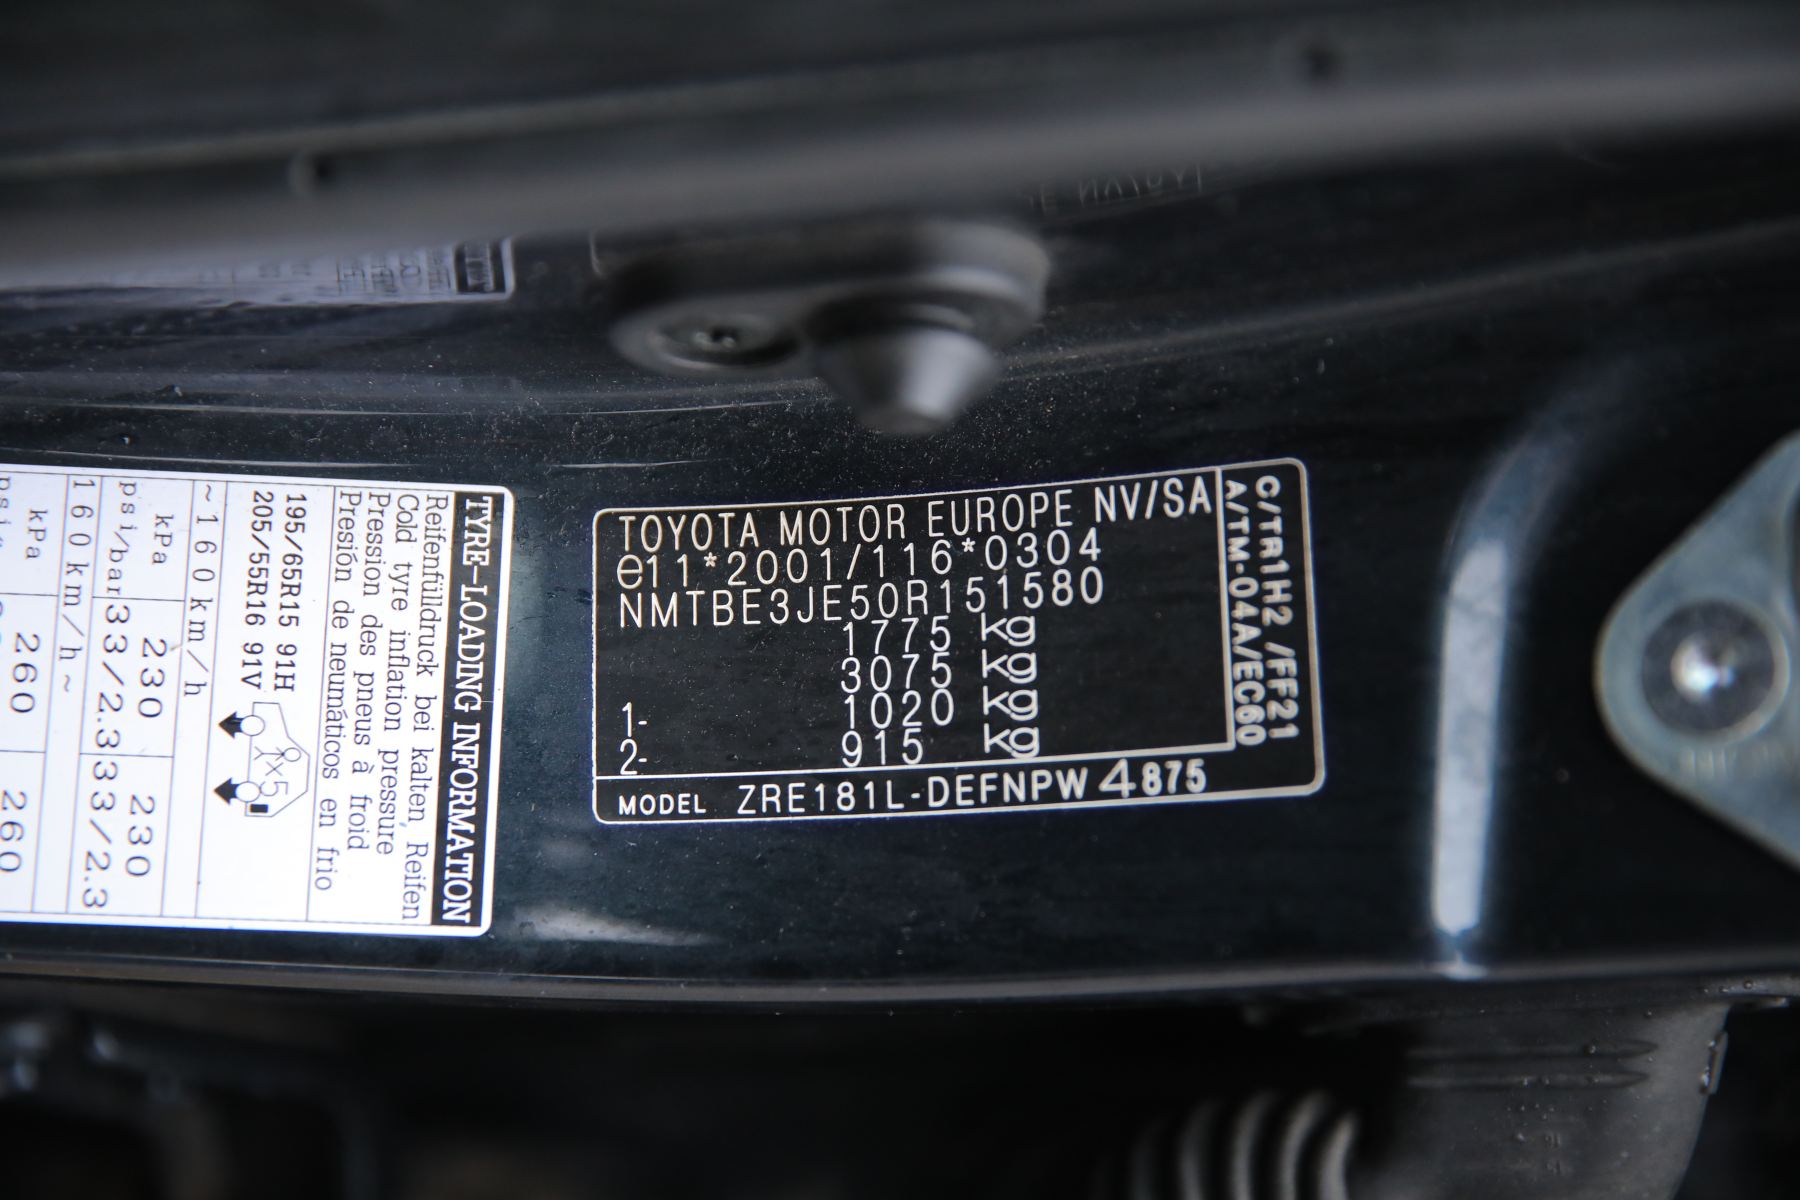 TYRE-LOADING INFORMATION
Reifenfülldruck bei kalten Reifen
Cold tyre inflation pressure
Pression des pneus à froid
Presión de neumáticos en frio
195/65R15 91H
205/55R16 91V
×5
~160km/h
kPa 230 230
psi/bar 33/2.3 33/2.3
160km/h~
kPa 260 260
TOYOTA MOTOR EUROPE NV/SA
e11*2001/116*0304
NMTBE3JE50R151580
1775 Kg
3075 Kg
1- 1020 Kg
2- 915 Kg
C/TR1H2 /FF21
A/TM-04A/EC60
MODEL ZRE181L-DEFNPW 4875